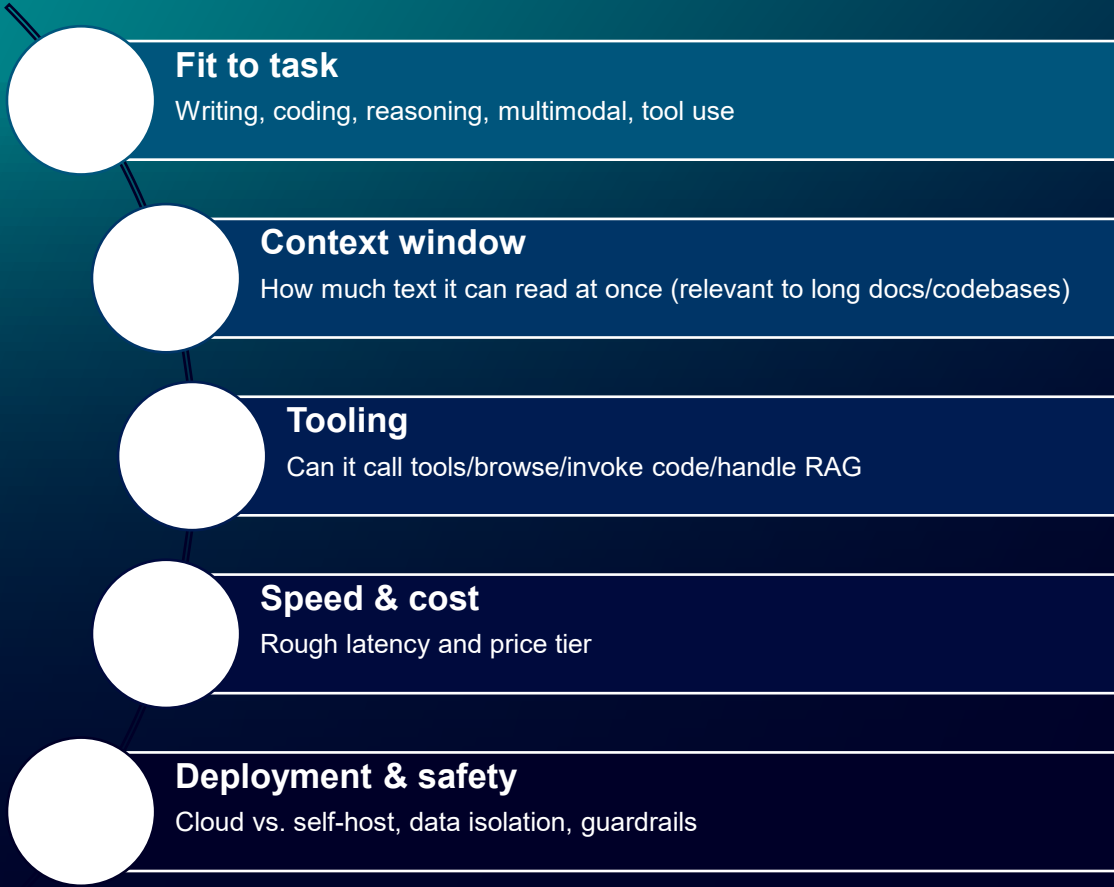 Fit to task
Writing, coding, reasoning, multimodal, tool use
Context window
How much text it can read at once (relevant to long docs/codebases)
Tooling
Can it call tools/browse/invoke code/handle RAG
Speed & cost
Rough latency and price tier
Deployment & safety
Cloud vs. self-host, data isolation, guardrails